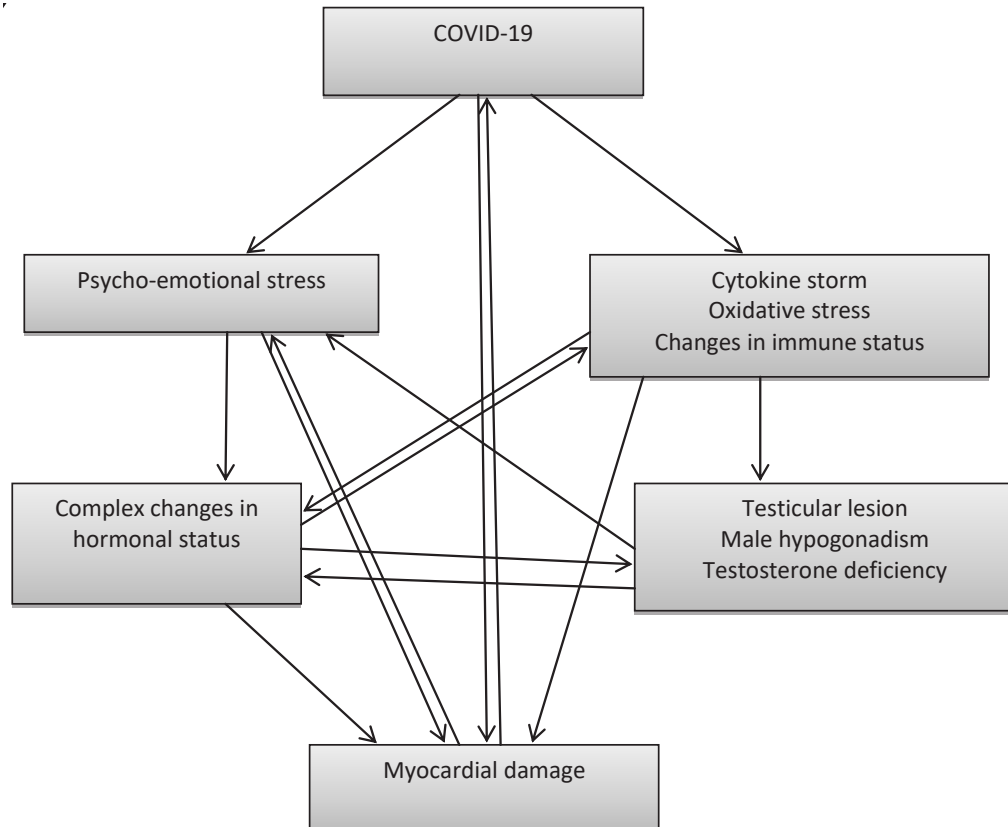 COVID-19
Psycho-emotional stress
Cytokine storm
Oxidative stress
Changes in immune status
Complex changes in
hormonal status
Testicular lesion
Male hypogonadism
Testosterone deficiency
Myocardial damage